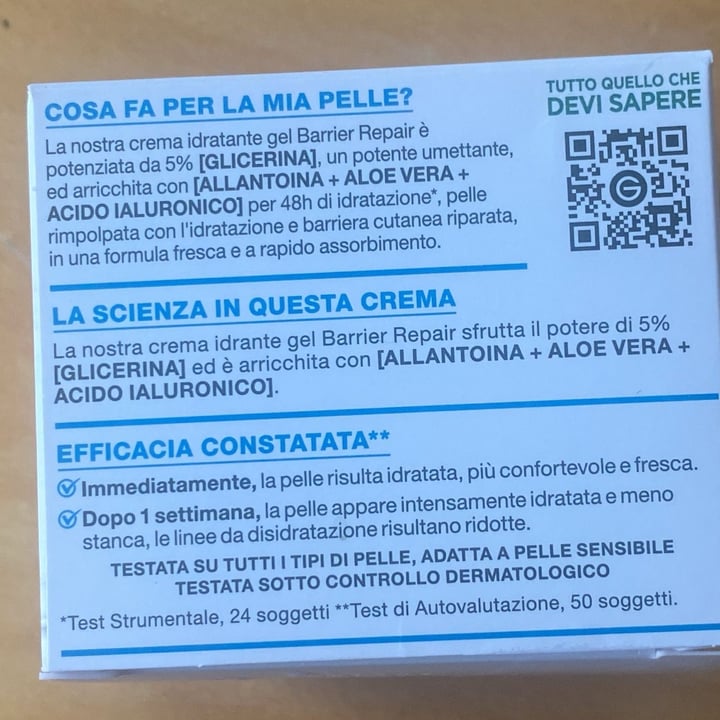 COSA FA PER LA MIA PELLE?
La nostra crema idratante gel Barrier Repair è
potenziata da 5% [GLICERINA], un potente umettante,
ed arricchita con [ALLANTOINA + ALOE VERA +
ACIDO IALURONICO] per 48h di idratazione*, pelle
rimpolpata con l'idratazione e barriera cutanea riparata,
in una formula fresca e a rapido assorbimento.
TUTTO QUELLO CHE
DEVI SAPERE
G
LA SCIENZA IN QUESTA CREMA
La nostra crema idrante gel Barrier Repair sfrutta il potere di 5%
[GLICERINA] ed è arricchita con [ALLANTOINA + ALOE VERA +
ACIDO IALURONICO].
EFFICACIA CONSTATATA**
Immediatamente, la pelle risulta idratata, più confortevole e fresca.
Dopo 1 settimana, la pelle appare intensamente idratata e meno
stanca, le linee da disidratazione risultano ridotte.
TESTATA SU TUTTI I TIPI DI PELLE, ADATTA A PELLE SENSIBILE
TESTATA SOTTO CONTROLLO DERMATOLOGICO
*Test Strumentale, 24 soggetti **Test di Autovalutazione, 50 soggetti.